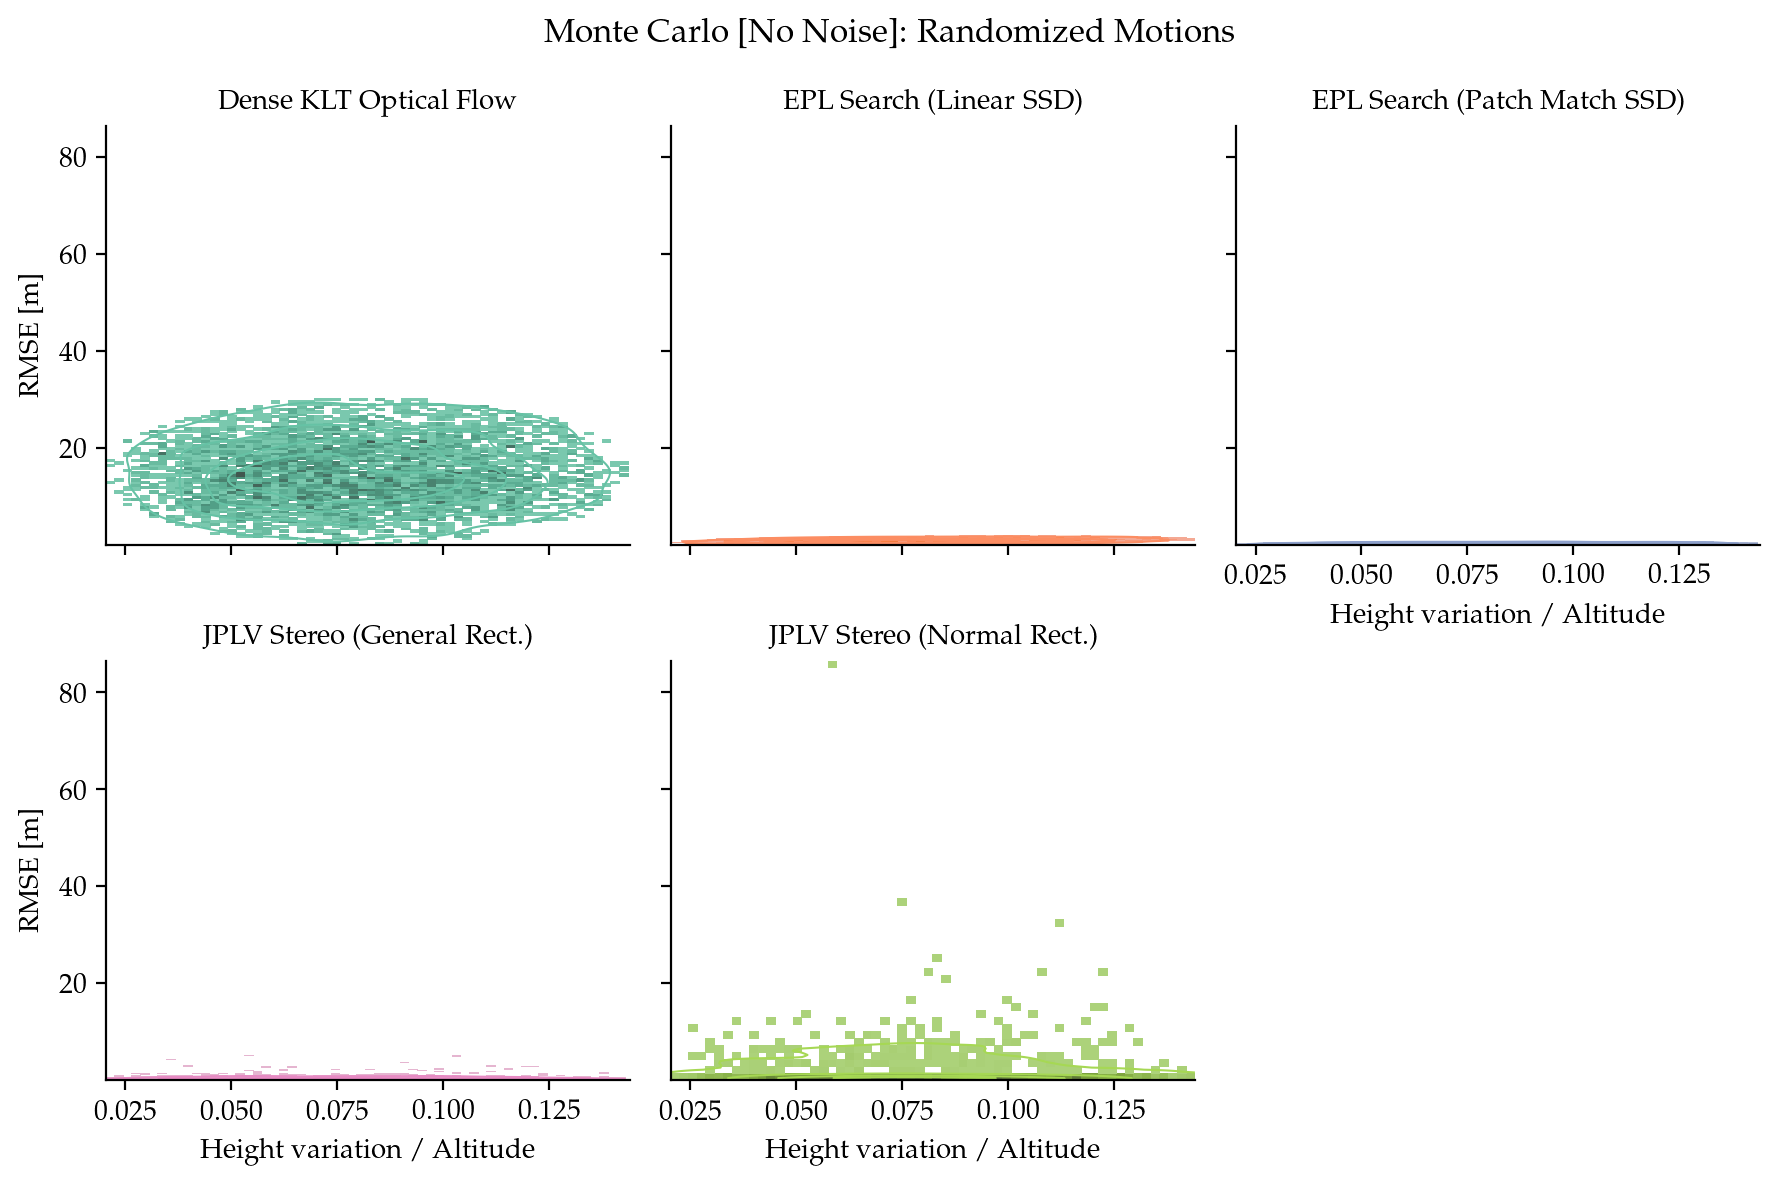 Monte Carlo [No Noise]: Randomized Motions
Dense KLT Optical Flow
EPL Search (Linear SSD)
EPL Search (Patch Match SSD)
80
60
40
20
RMSE [m]
0.025 0.050 0.075 0.100 0.125
Height variation / Altitude
JPLV Stereo (General Rect.)
JPLV Stereo (Normal Rect.)
80
60
40
20
RMSE [m]
0.025 0.050 0.075 0.100 0.125
Height variation / Altitude
0.025 0.050 0.075 0.100 0.125
Height variation / Altitude